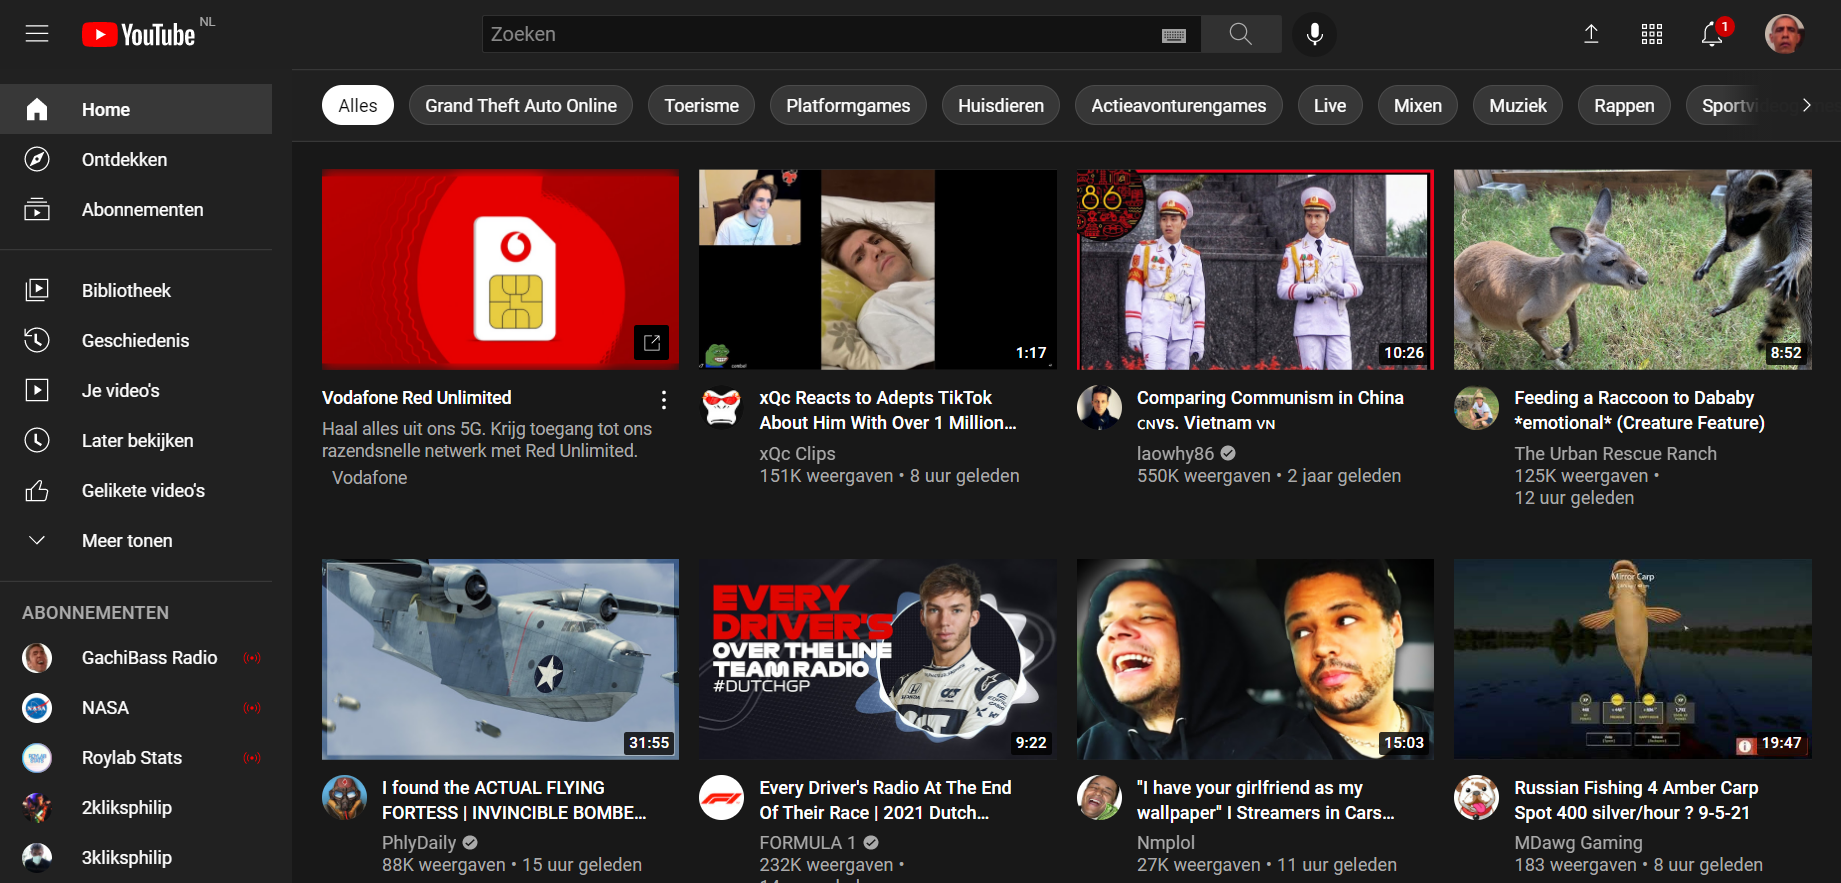 YouTube NL
Zoeken
1
Home
Ontdekken
Abonnementen
Bibliotheek
Geschiedenis
Je video's
Later bekijken
Gelikete video's
Meer tonen
ABONNEMENTEN
GachiBass Radio
NASA
Roylab Stats
2kliksphilip
3kliksphilip
Alles
Grand Theft Auto Online
Toerisme
Platformgames
Huisdieren
Actieavonturengames
Live
Mixen
Muziek
Rappen
Vodafone Red Unlimited
Haal alles uit ons 5G. Krijg toegang tot ons
razendsnelle netwerk met Red Unlimited.
Vodafone
1:17
xQc Reacts to Adepts TikTok
About Him With Over 1 Million...
xQc Clips
151K weergaven • 8 uur geleden
86
10:26
Comparing Communism in China
CNvs. Vietnam VN
laowhy86
550K weergaven • 2 jaar geleden
8:52
Feeding a Raccoon to Dababy
*emotional* (Creature Feature)
The Urban Rescue Ranch
125K weergaven •
12 uur geleden
31:55
I found the ACTUAL FLYING
FORTESS | INVINCIBLE BOMBE...
PhlyDaily
88K weergaven • 15 uur geleden
EVERY
DRIVER'S
OVER THE LINE
TEAM RADIO
#DUTCHGP
9:22
Every Driver's Radio At The End
Of Their Race | 2021 Dutch...
FORMULA 1
232K weergaven •
15:03
"I have your girlfriend as my
wallpaper" I Streamers in Cars...
Nmplol
27K weergaven • 11 uur geleden
Mirror Carp
19:47
Russian Fishing 4 Amber Carp
Spot 400 silver/hour ? 9-5-21
MDawg Gaming
183 weergaven • 8 uur geleden